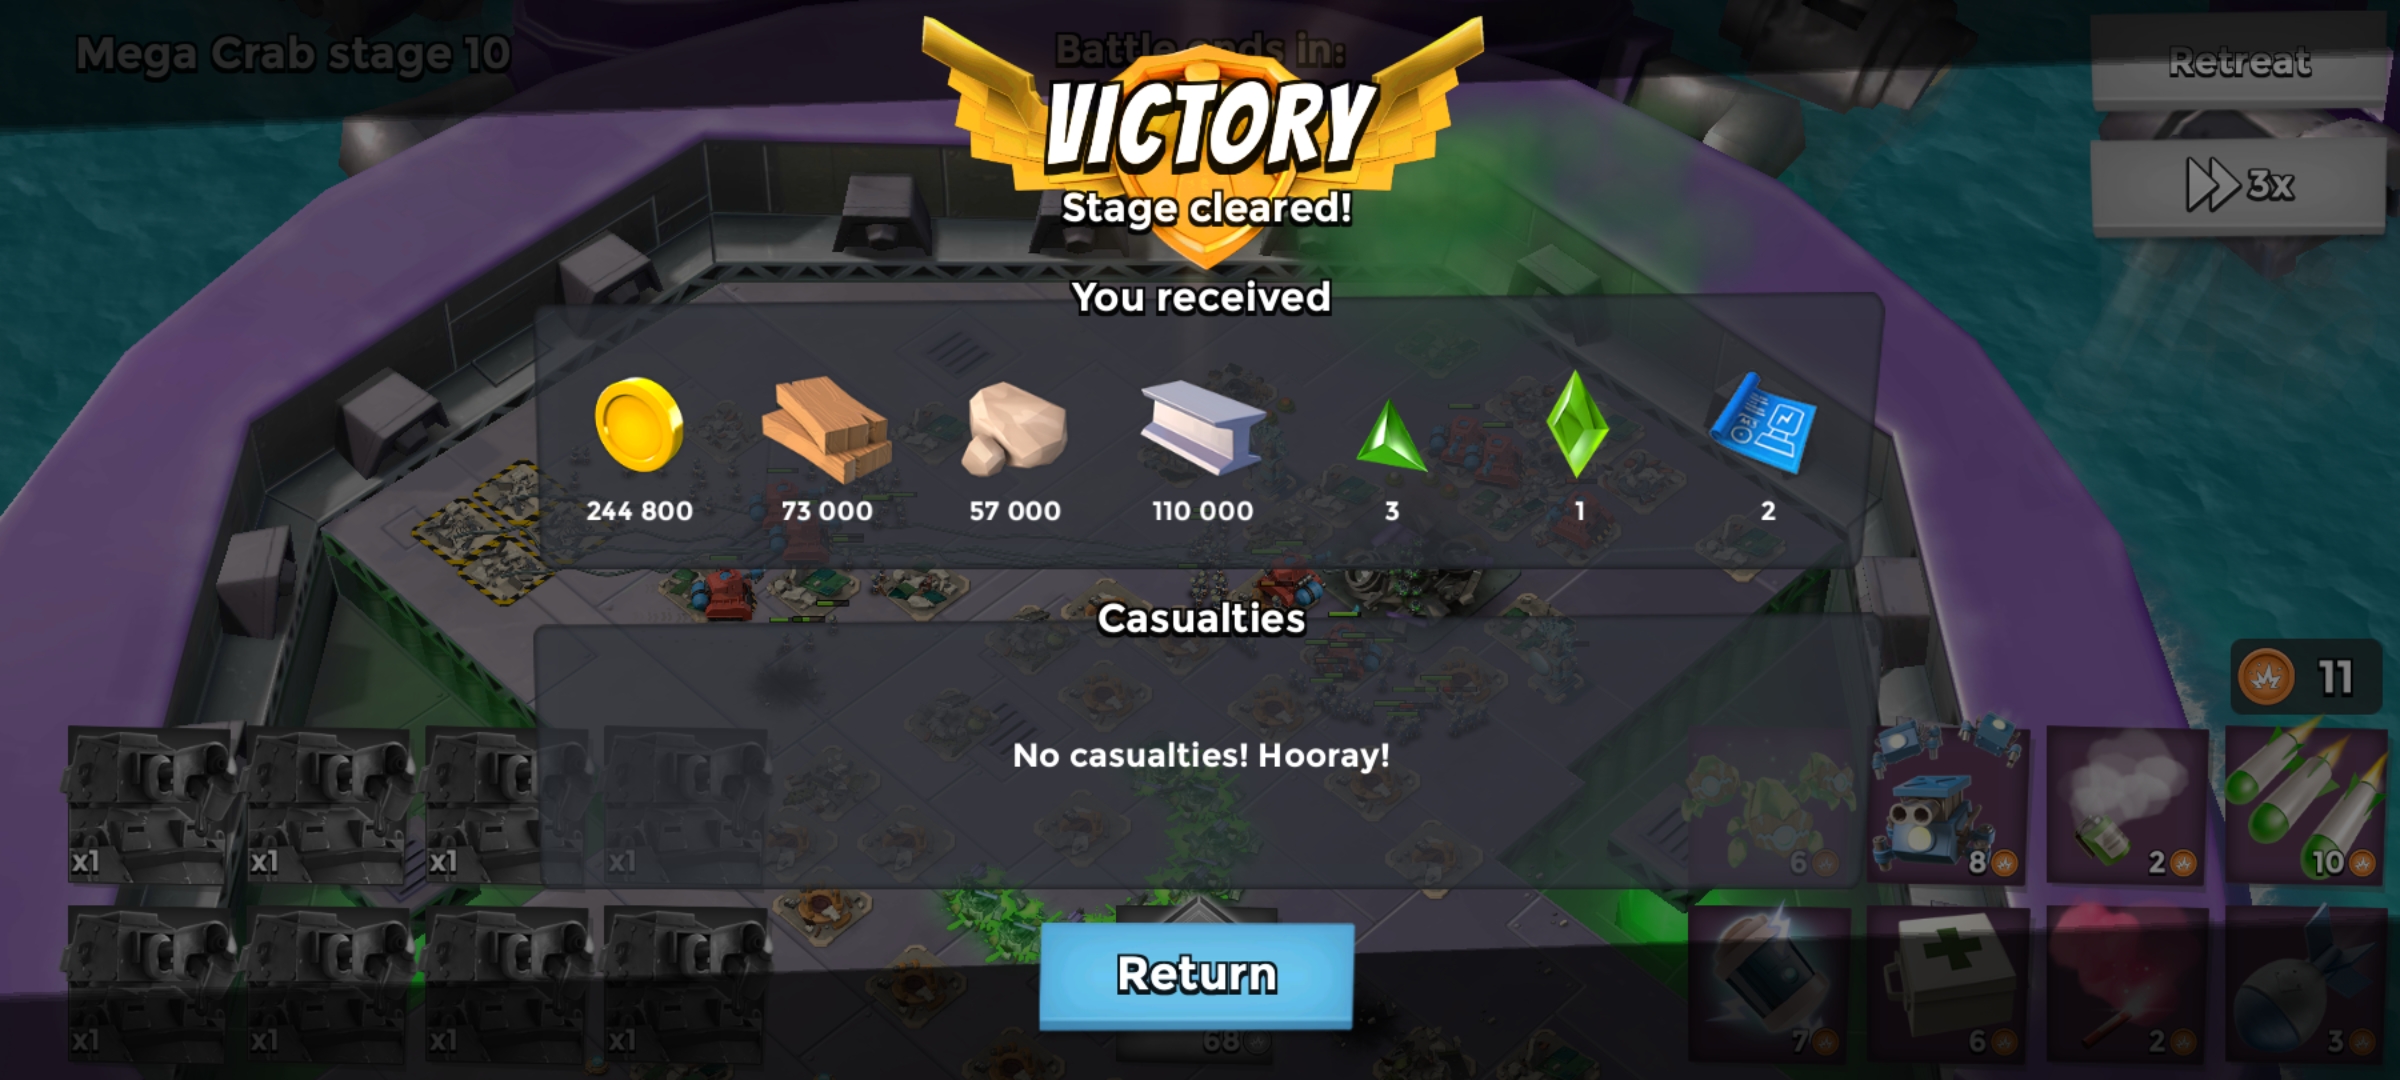 Mega Crab stage 10
Battle ends in:
Retreat
VICTORY
3x
Stage cleared!
You received
244 800
73 000
57 000
110 000
3
1
2
Casualties
11
No casualties! Hooray!
x1
x1
x1
x1
6
8
2
10
Return
x1
x1
x1
x1
68
7
6
2
3